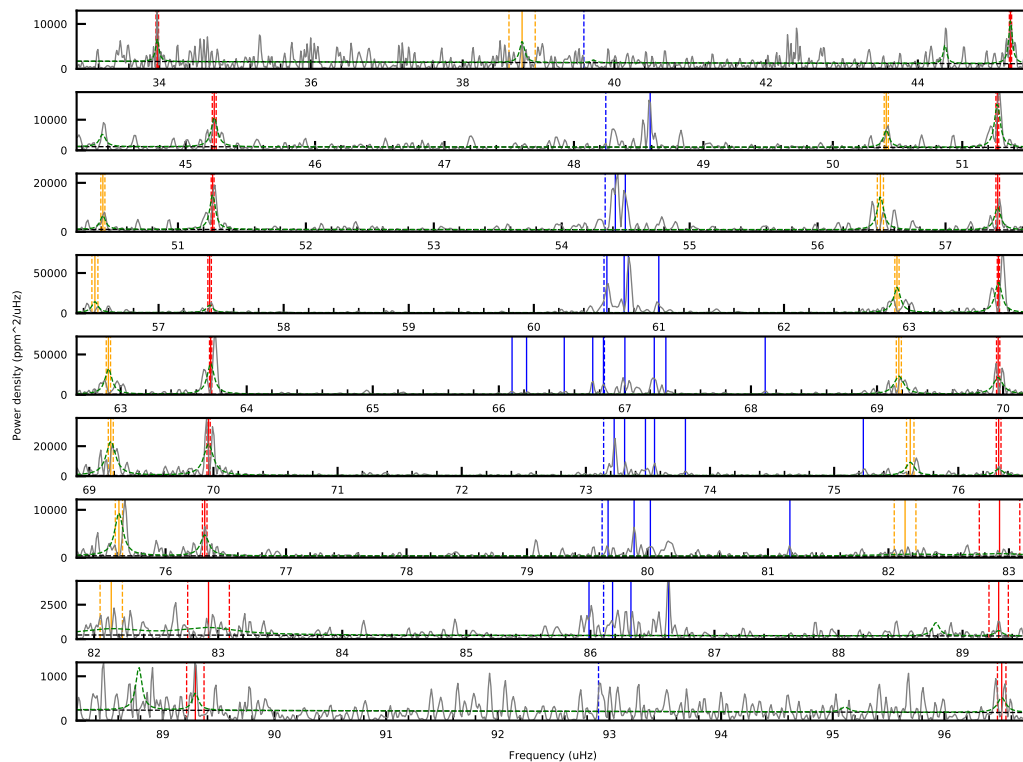 10000
0
34 36 38 40 42 44
10000
0
45 46 47 48 49 50 51
20000
0
51 52 53 54 55 56 57
50000
0
57 58 59 60 61 62 63
50000
0
63 64 65 66 67 68 69 70
20000
0
69 70 71 72 73 74 75 76
10000
0
76 77 78 79 80 81 82 83
2500
0
82 83 84 85 86 87 88 89
1000
0
89 90 91 92 93 94 95 96
Power density (ppm^2/uHz)
Frequency (uHz)